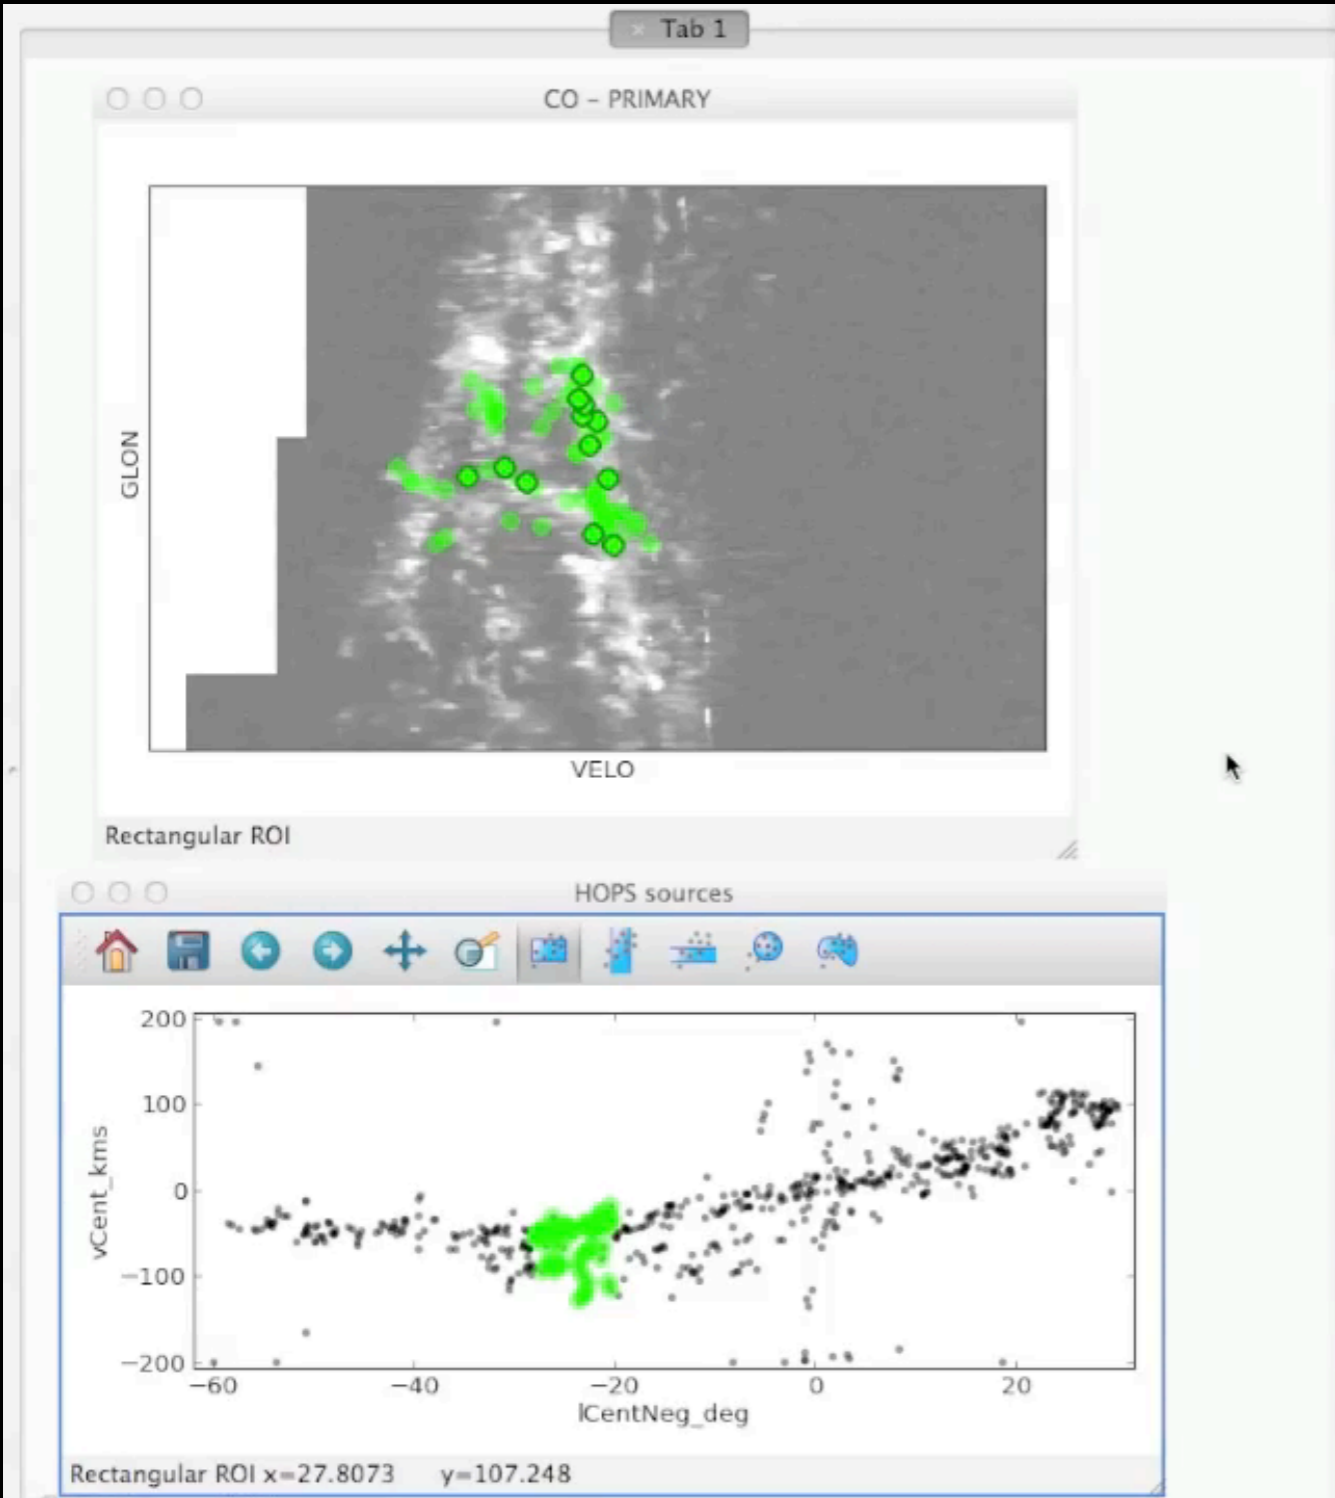 × Tab 1
CO – PRIMARY
GLON
VELO
Rectangular ROI
HOPS sources
200
100
0
−100
−200
vCent_kms
−60 −40 −20 0 20
lCentNeg_deg
Rectangular ROI x=27.8073 y=107.248